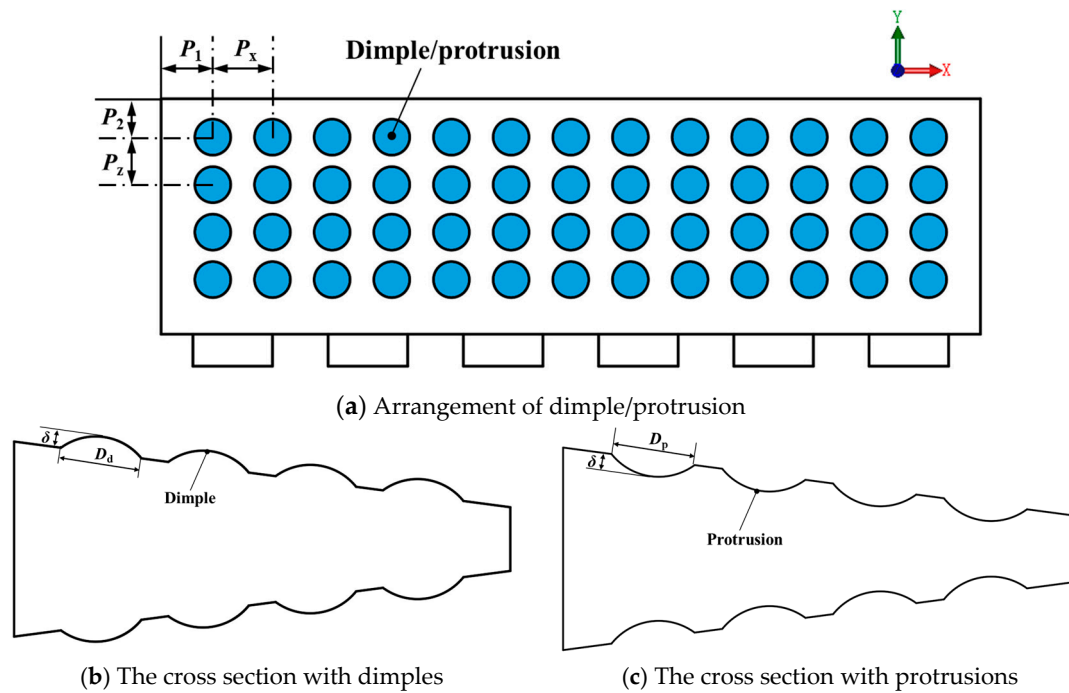 P1 Px
Dimple/protrusion
Y
X
P2
Pz
(a) Arrangement of dimple/protrusion
δ
Dd
Dimple
(b) The cross section with dimples
Dp
δ
Protrusion
(c) The cross section with protrusions